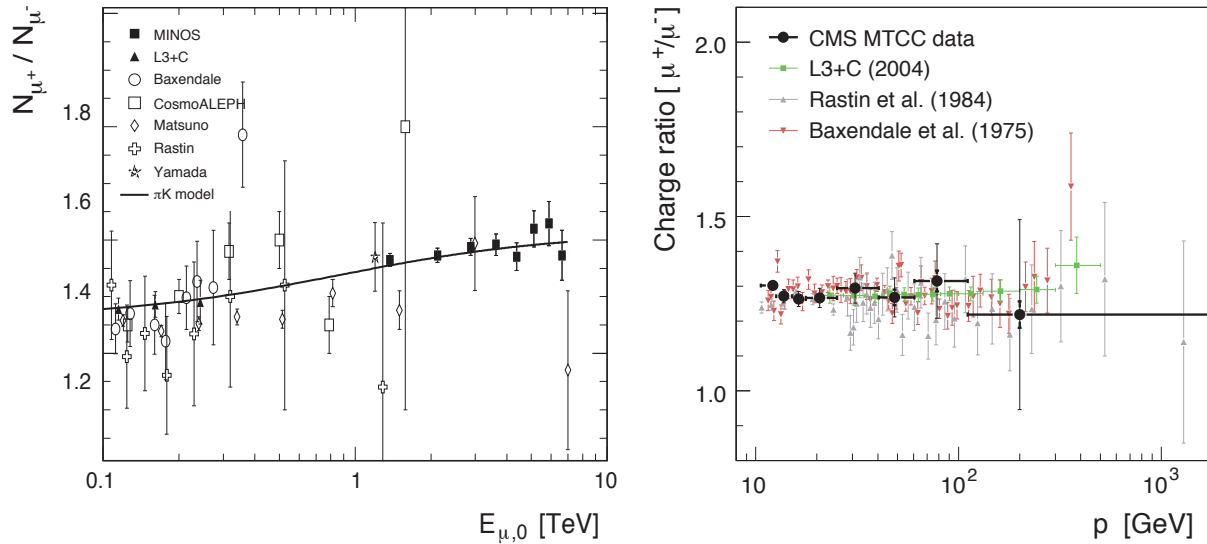 N_μ+ / N_μ-
MINOS
L3+C
Baxendale
CosmoALEPH
Matsuno
Rastin
Yamada
πK model
1.8
1.6
1.4
1.2
0.1
1
10
E_μ,0 [TeV]
Charge ratio [ μ⁺/μ⁻]
CMS MTCC data
L3+C (2004)
Rastin et al. (1984)
Baxendale et al. (1975)
2.0
1.5
1.0
10
10²
10³
p [GeV]